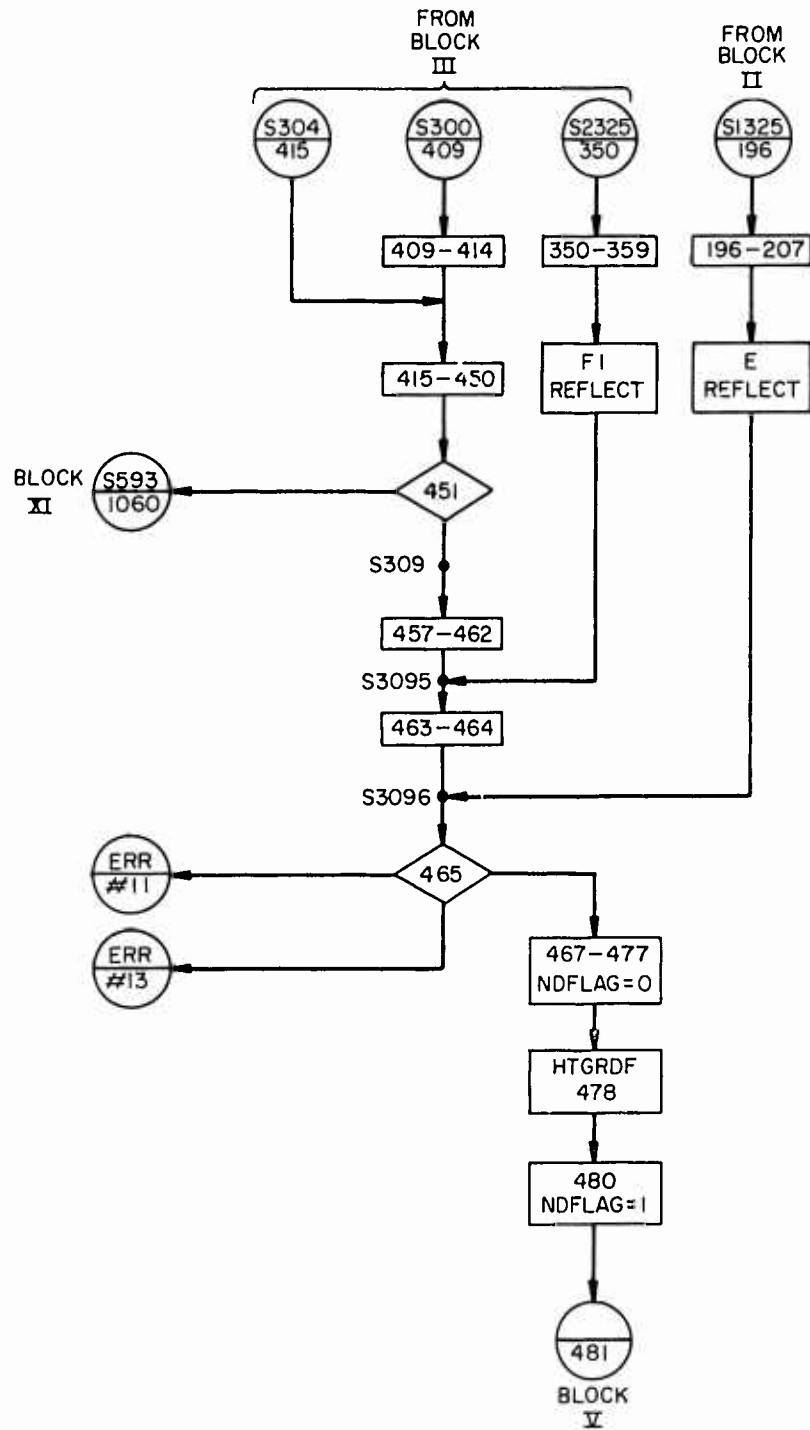 FROM
BLOCK
III
FROM
BLOCK
II
S304
415
S300
409
S2325
350
S1325
196
409-414
350-359
196-207
F1
REFLECT
E
REFLECT
415-450
451
BLOCK
XI
S593
1060
S309
457-462
S3095
463-464
S3096
465
ERR
#11
ERR
#13
467-477
NDFLAG=0
HTGRDF
478
480
NDFLAG=1
481
BLOCK
V